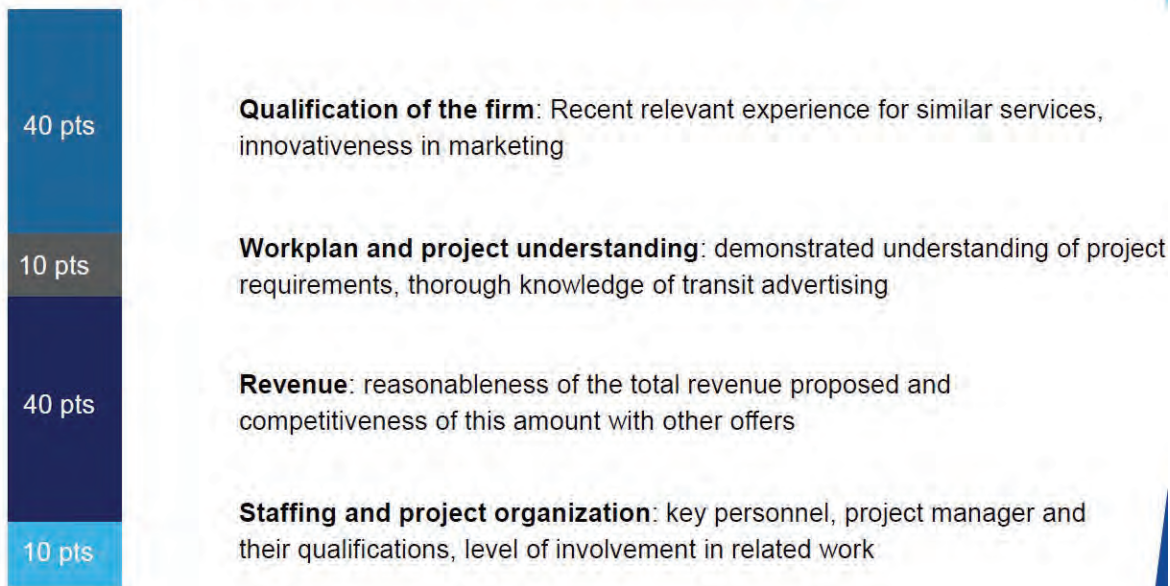 40 pts
Qualification of the firm: Recent relevant experience for similar services,
innovativeness in marketing
10 pts
Workplan and project understanding: demonstrated understanding of project
requirements, thorough knowledge of transit advertising
40 pts
Revenue: reasonableness of the total revenue proposed and
competitiveness of this amount with other offers
10 pts
Staffing and project organization: key personnel, project manager and
their qualifications, level of involvement in related work